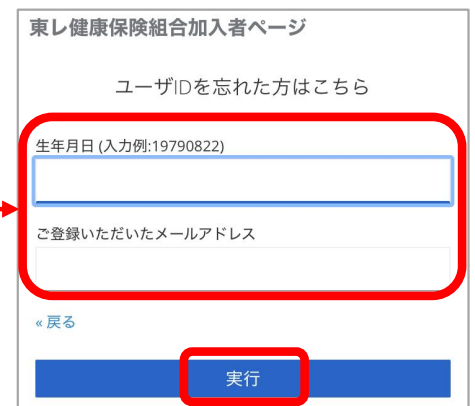 東レ健康保険組合加入者ページ
ユーザIDを忘れた方はこちら
生年月日 (入力例:19790822)
ご登録いただいたメールアドレス
« 戻る
実行